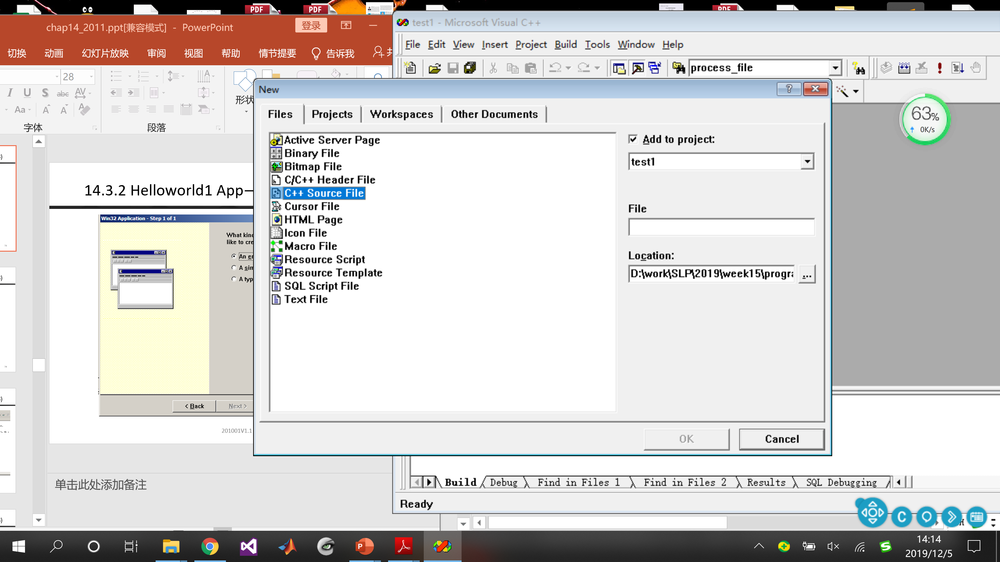 PDF
PDF
PDF
chap14_2011.ppt[兼容模式] - PowerPoint
登录
切换 动画 幻灯片放映 审阅 视图 帮助 情节提要 告诉我
28
I U S abc AV
Aa A A A
形状
字体 段落
14.3.2 Helloworld1 App—
Win32 Application - Step 1 of 1
What kind
like to cre
An
A
A typ
< Back Next >
201001V1.1
单击此处添加备注
test1 - Microsoft Visual C++
File Edit View Insert Project Build Tools Window Help
process_file
New
Files Projects Workspaces Other Documents
Active Server Page
Binary File
Bitmap File
C/C++ Header File
C++ Source File
Cursor File
HTML Page
Icon File
Macro File
Resource Script
Resource Template
SQL Script File
Text File
Add to project:
test1
File
Location:
D:\work\SLP\2019\week15\progra
...
OK Cancel
63%
0K/s
Build Debug Find in Files 1 Find in Files 2 Results SQL Debugging
Ready
14:14
2019/12/5